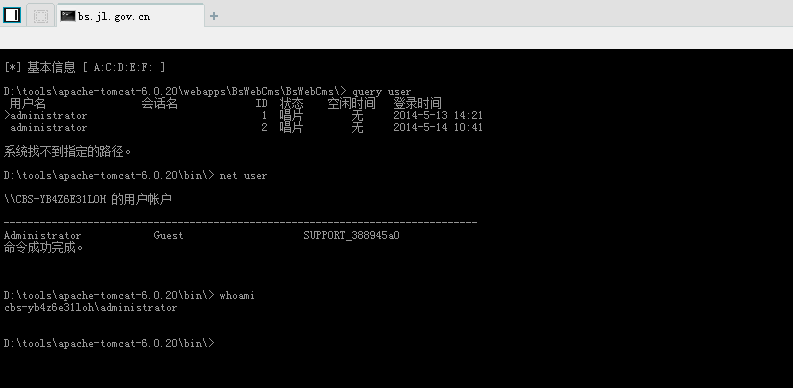 bs.jl.gov.cn
[*] 基本信息 [ A:C:D:E:F: ]
D:\tools\apache-tomcat-6.0.20\webapps\BsWebCms\BsWebCms\> query user
用户名 会话名 ID 状态 空闲时间 登录时间
>administrator 1 唱片 无 2014-5-13 14:21
administrator 2 唱片 无 2014-5-14 10:41
系统找不到指定的路径。
D:\tools\apache-tomcat-6.0.20\bin\> net user
\\CBS-YB4Z6E31LOH 的用户帐户
-------------------------------------------------------------------------------
Administrator Guest SUPPORT_388945a0
命令成功完成。
D:\tools\apache-tomcat-6.0.20\bin\> whoami
cbs-yb4z6e31loh\administrator
D:\tools\apache-tomcat-6.0.20\bin\>